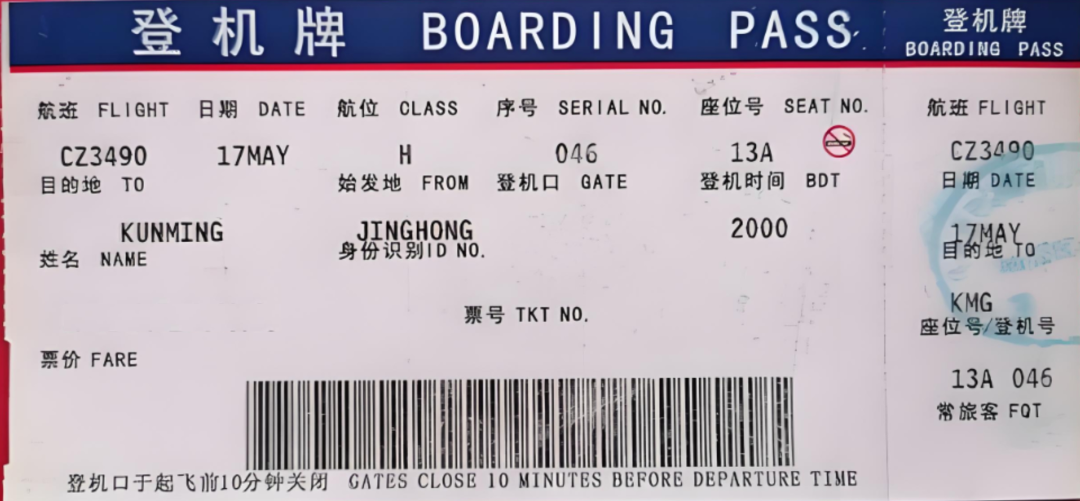 登机牌 BOARDING PASS
登机牌
BOARDING PASS
航班 FLIGHT 日期 DATE 航位 CLASS 序号 SERIAL NO. 座位号 SEAT NO.
CZ3490 17MAY H 046 13A
目的地 TO 始发地 FROM 登机口 GATE 登机时间 BDT
KUNMING JINGHONG 2000
姓名 NAME 身份识别ID NO.
票号 TKT NO.
票价 FARE
登机口于起飞前10分钟关闭 GATES CLOSE 10 MINUTES BEFORE DEPARTURE TIME
航班 FLIGHT
CZ3490
日期 DATE
17MAY
目的地 TO
KMG
座位号/登机号
13A 046
常旅客 FQT